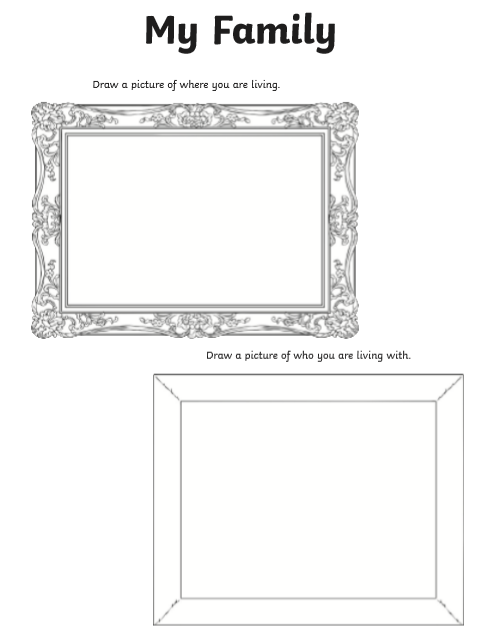 My Family
Draw a picture of where you are living.
Draw a picture of who you are living with.